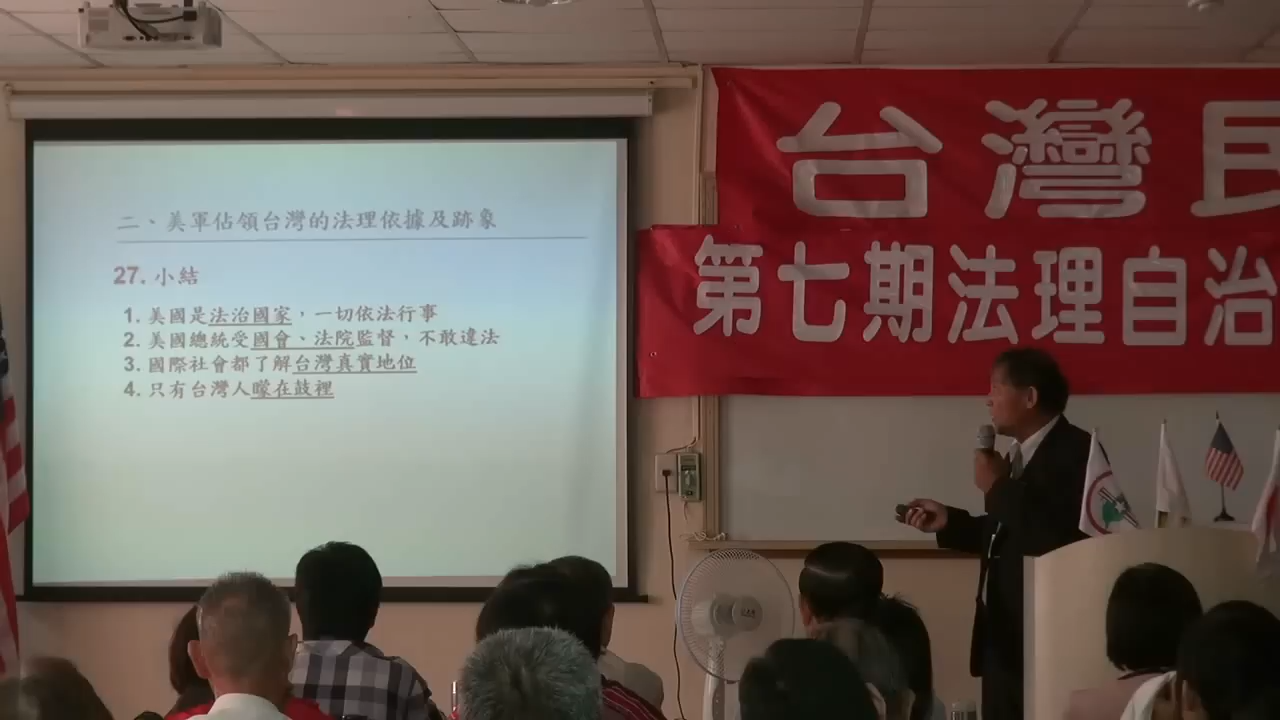 二、美軍佔領台灣的法理依據及跡象
27. 小結
1. 美國是法治國家，一切依法行事
2. 美國總統受國會、法院監督，不敢違法
3. 國際社會都了解台灣真實地位
4. 只有台灣人矇在鼓裡
台灣民
第七期法理自治